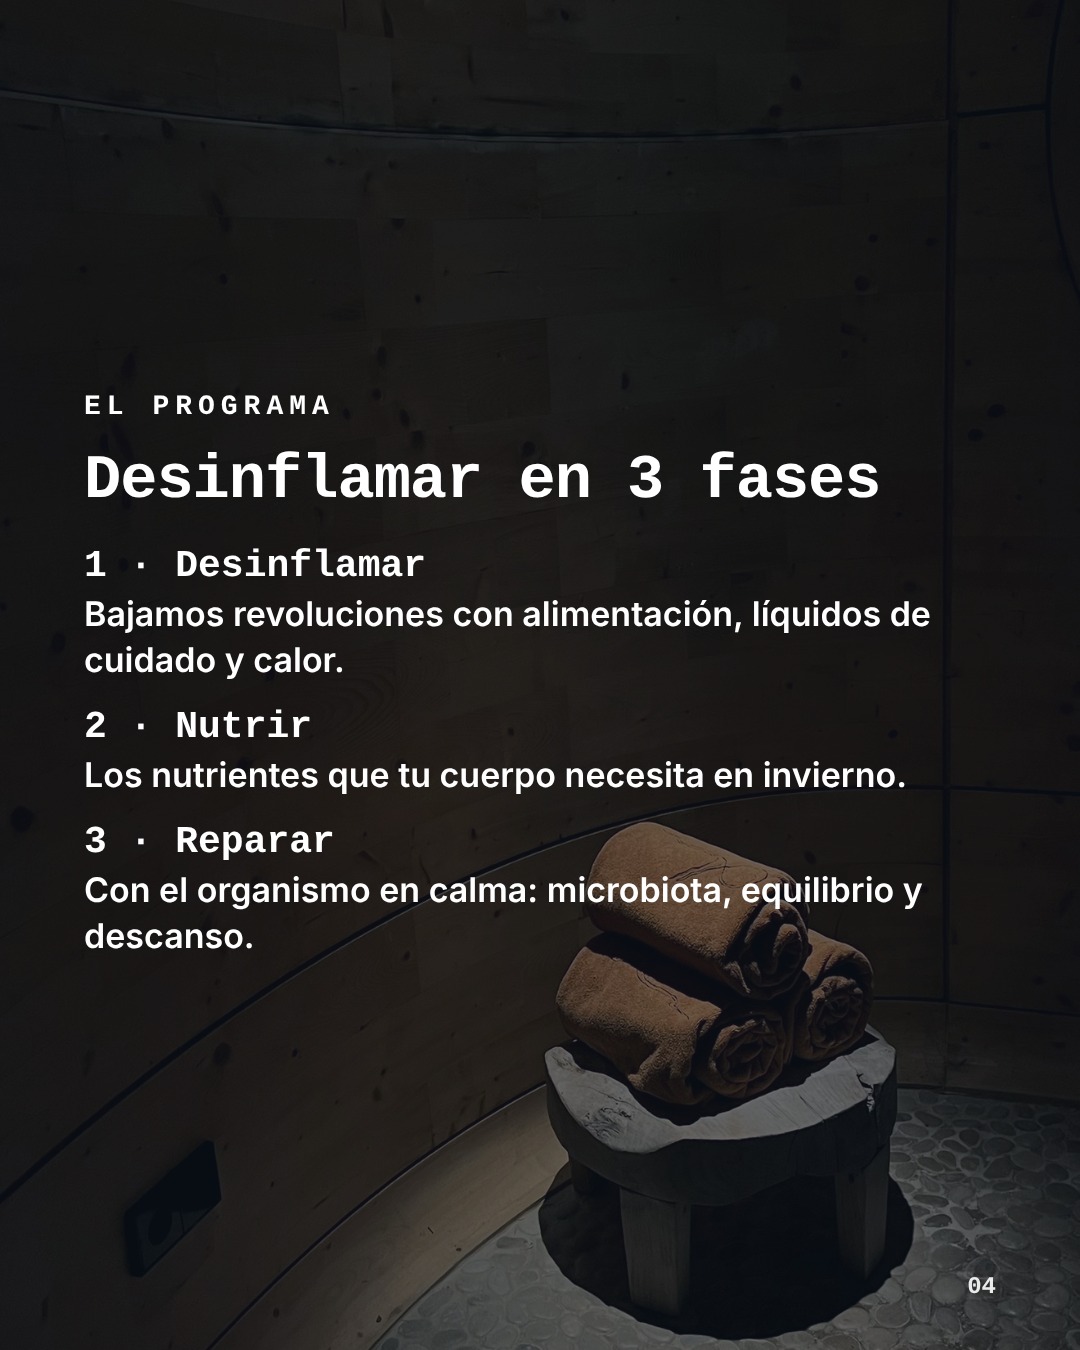 EL PROGRAMA
Desinflamar en 3 fases
1 · Desinflamar
Bajamos revoluciones con alimentación, líquidos de
cuidado y calor.
2 · Nutrir
Los nutrientes que tu cuerpo necesita en invierno.
3 · Reparar
Con el organismo en calma: microbiota, equilibrio y
descanso.
04